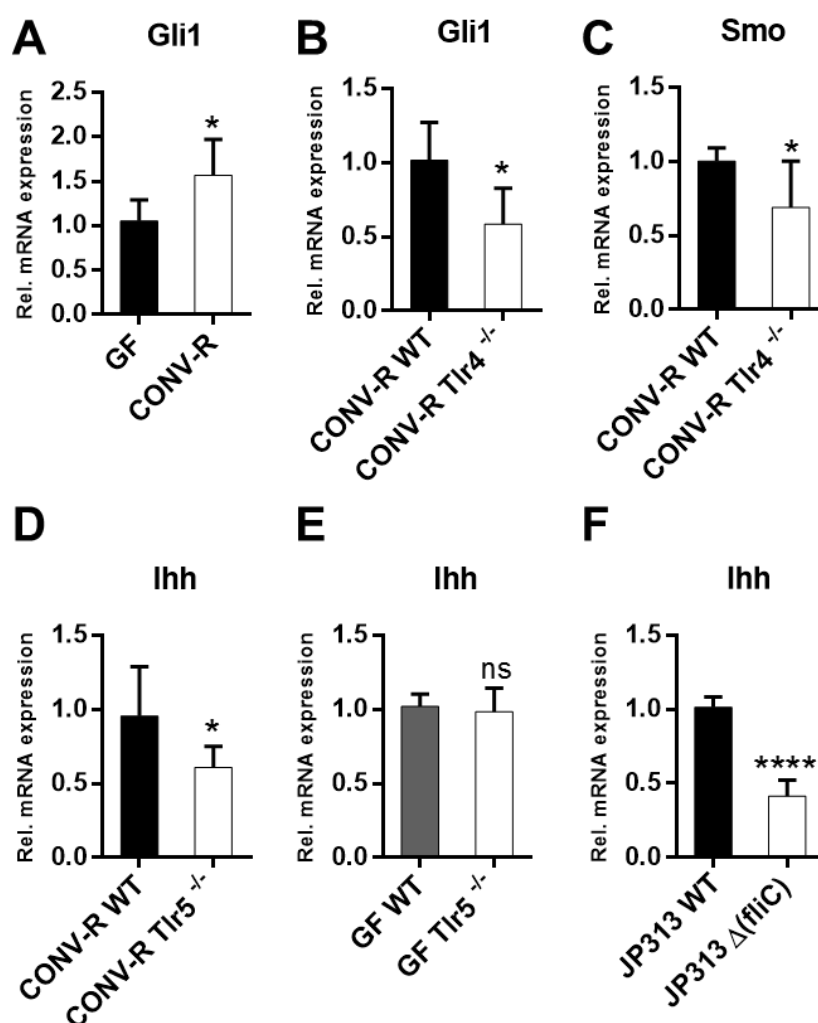 A
Gli1
Rel. mRNA expression
2.5
2.0
1.5
1.0
0.5
0.0
*
GF
CONV-R
B
Gli1
Rel. mRNA expression
1.5
1.0
0.5
0.0
*
CONV-R WT
CONV-R Tlr4 -/-
C
Smo
Rel. mRNA expression
1.5
1.0
0.5
0.0
*
CONV-R WT
CONV-R Tlr4 -/-
D
Ihh
Rel. mRNA expression
1.5
1.0
0.5
0.0
*
CONV-R WT
CONV-R Tlr5 -/-
E
Ihh
Rel. mRNA expression
1.5
1.0
0.5
0.0
ns
GF WT
GF Tlr5 -/-
F
Ihh
Rel. mRNA expression
1.5
1.0
0.5
0.0
****
JP313 WT
JP313 Δ(fliC)